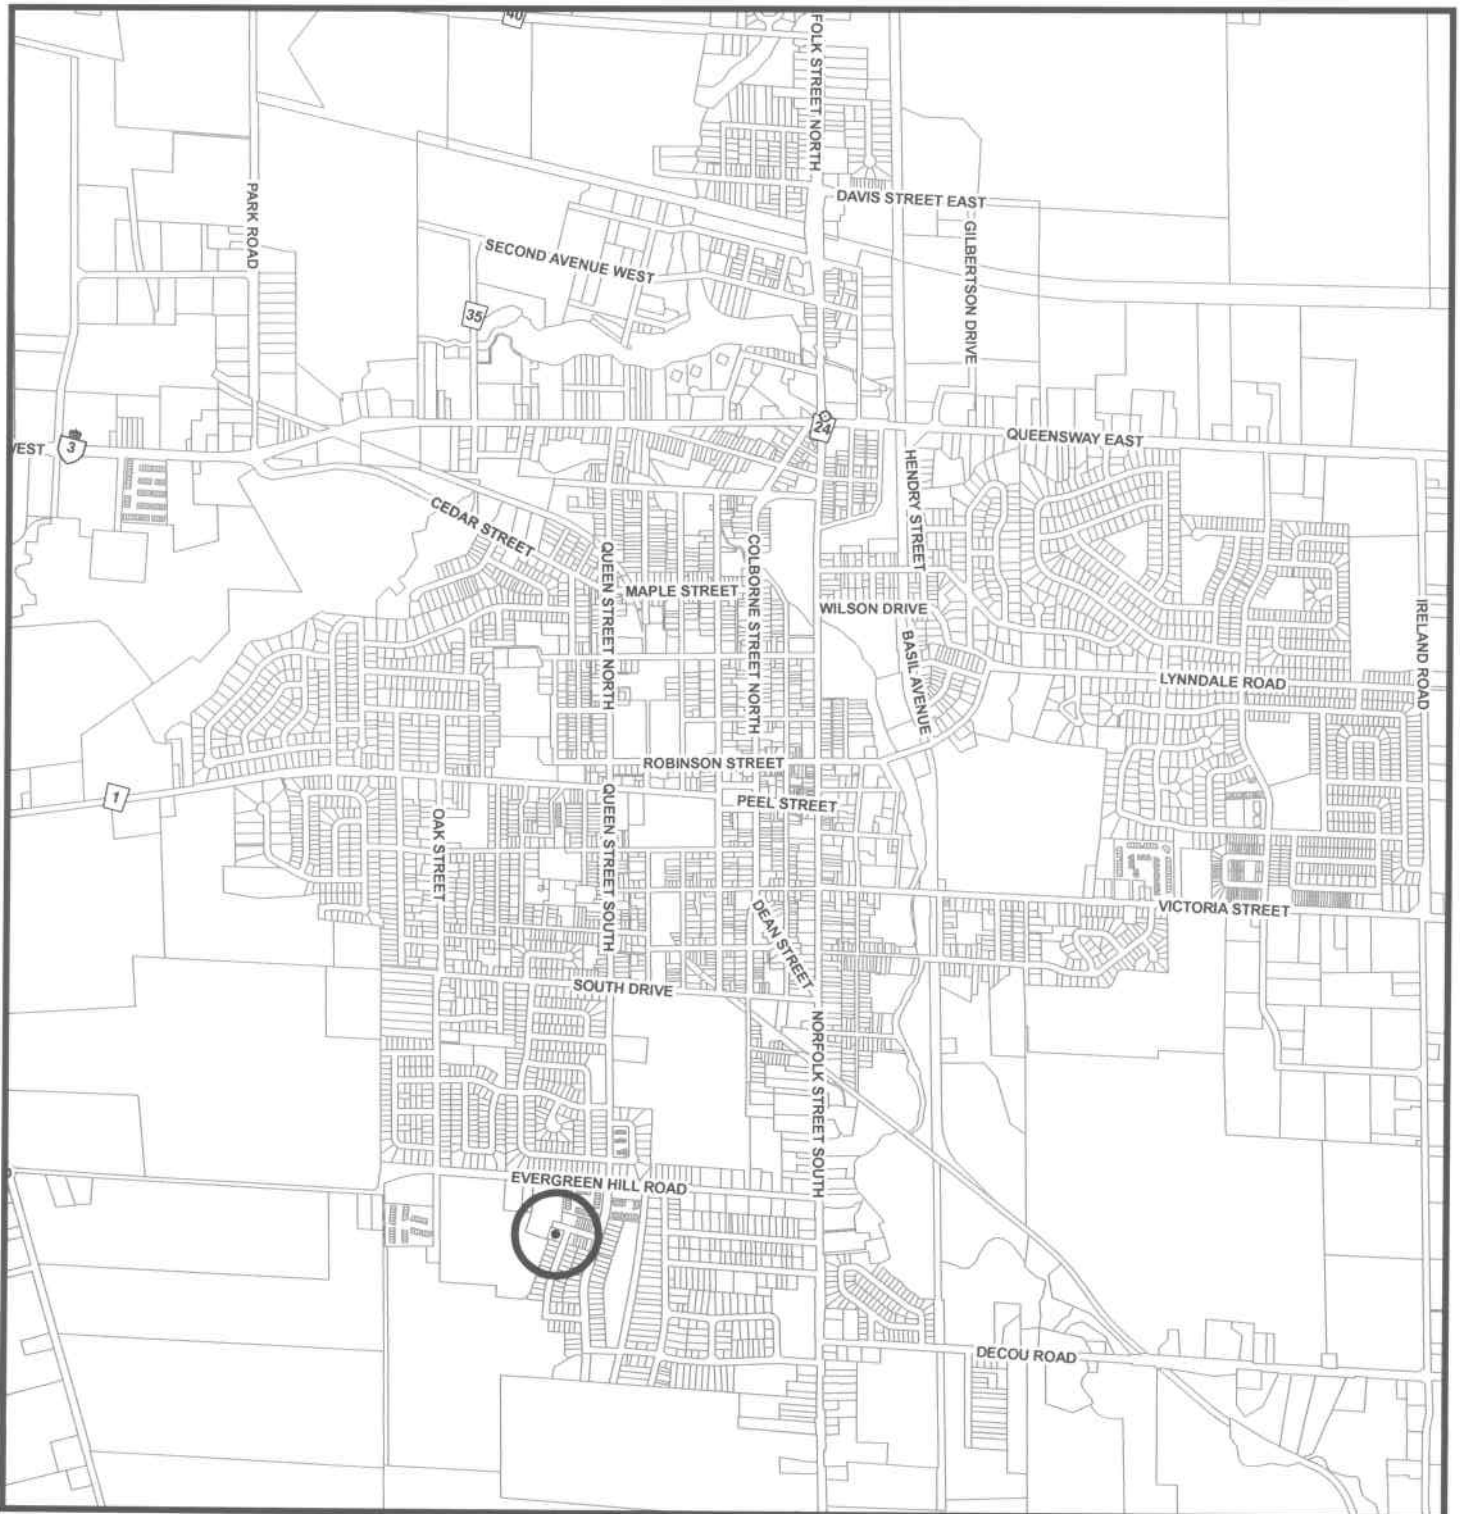 40
FOLK STREET NORTH
DAVIS STREET EAST
PARK ROAD
GILBERTSON DRIVE
SECOND AVENUE WEST
35
24
QUEENSWAY EAST
VEST
3
HENDRY STREET
CEDAR STREET
QUEEN STREET NORTH
COLBORNE STREET NORTH
MAPLE STREET
WILSON DRIVE
IRELAND ROAD
BASIL AVENUE
LYNNDALE ROAD
ROBINSON STREET
1
PEEL STREET
OAK STREET
QUEEN STREET SOUTH
VICTORIA STREET
DEAN STREET
SOUTH DRIVE
NORFOLK STREET SOUTH
EVERGREEN HILL ROAD
DECOU ROAD